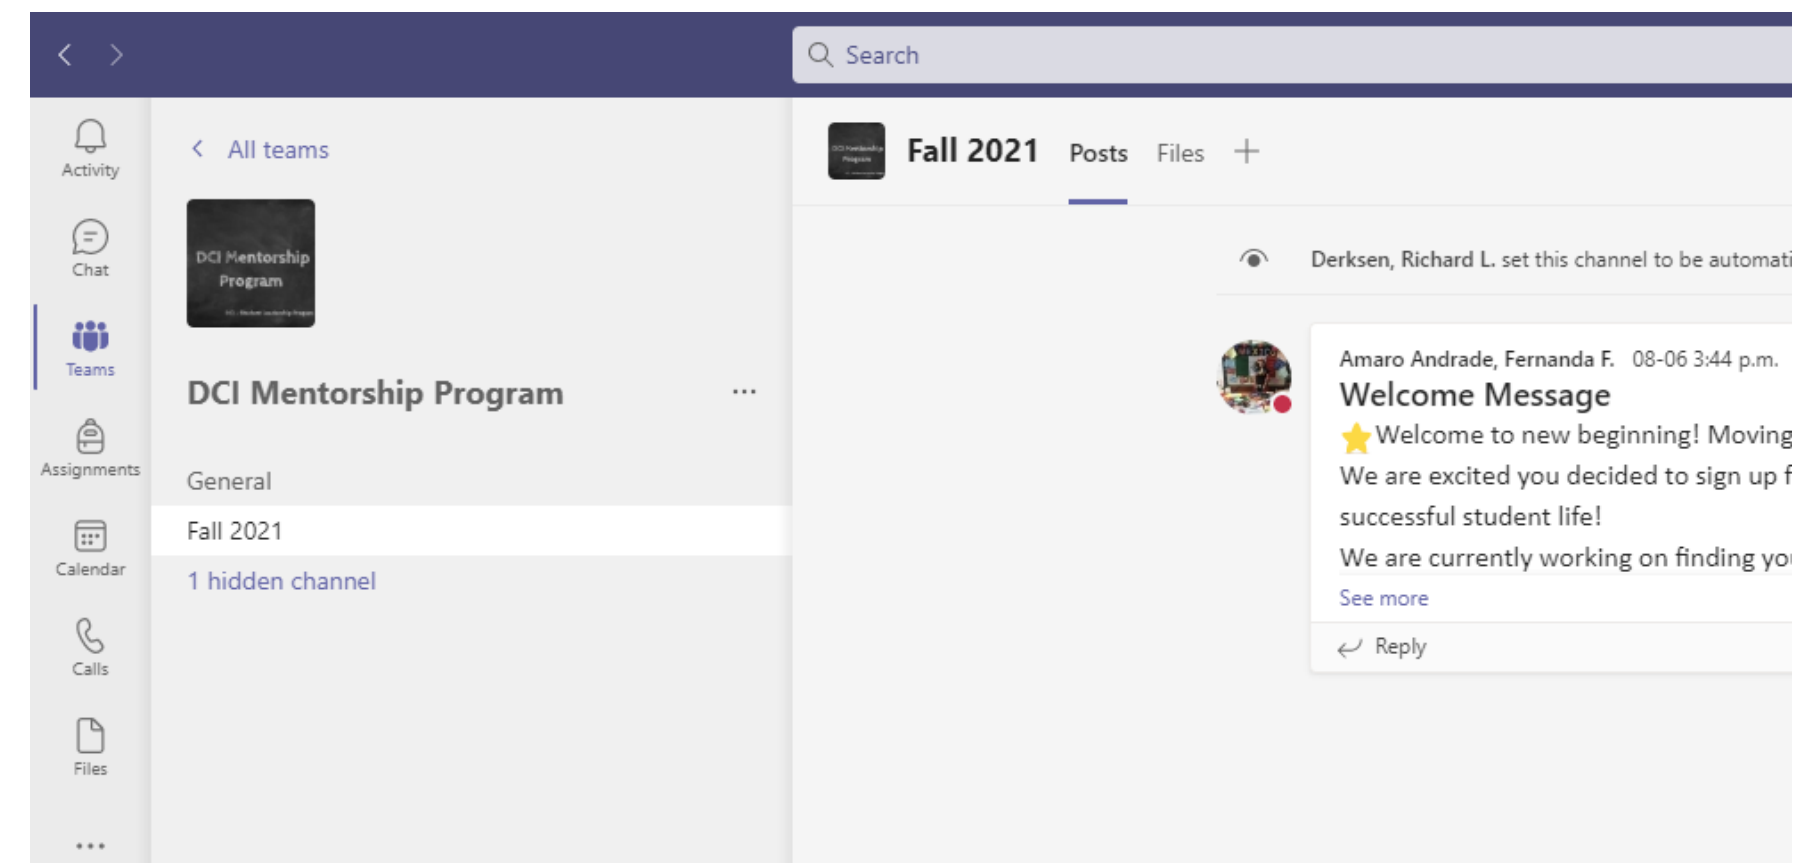 Search
Activity
Chat
Teams
Assignments
Calendar
Calls
Files
All teams
DCI Mentorship
Program
DCI Mentorship Program
General
Fall 2021
1 hidden channel
Fall 2021
Posts
Files
Derksen, Richard L. set this channel to be automati
Amaro Andrade, Fernanda F. 08-06 3:44 p.m.
Welcome Message
Welcome to new beginning! Moving
We are excited you decided to sign up f
successful student life!
We are currently working on finding you
See more
Reply